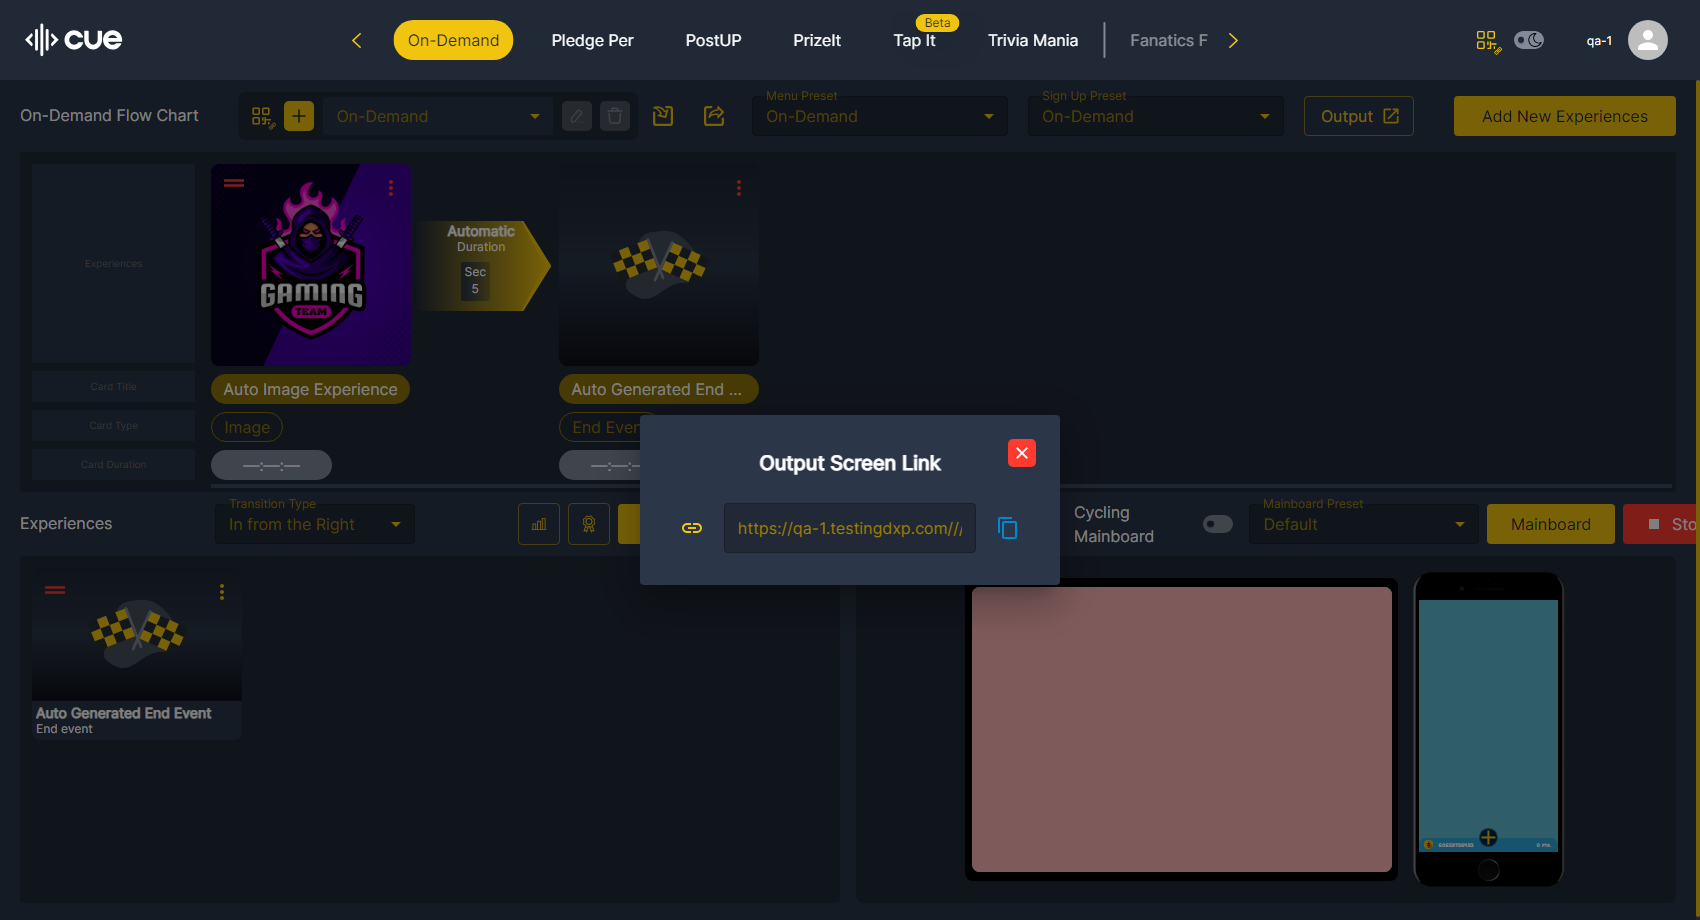 cue
On-Demand
Pledge Per
PostUP
PrizeIt
Beta
Tap It
Trivia Mania
Fanatics F
qa-1
On-Demand Flow Chart
On-Demand
Menu Preset
On-Demand
Sign Up Preset
On-Demand
Output
Add New Experiences
Experiences
GAMING
TEAM
Automatic
Duration
Sec
5
Card Title
Auto Image Experience
Auto Generated End ...
Card Type
Image
End Even
Card Duration
—:—:—
—:—:—
Output Screen Link
https://qa-1.testingdxp.com///
Experiences
Transition Type
In from the Right
Cycling
Mainboard
Mainboard Preset
Default
Mainboard
Sto
Auto Generated End Event
End event
0 Pts.